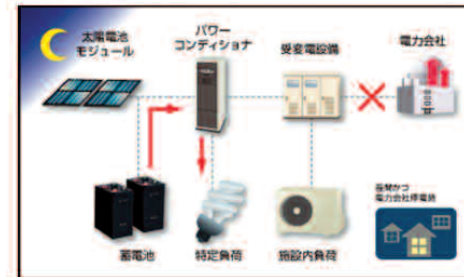 太陽電池
モジュール
パワー
コンディショナ
受変電設備
電力会社
蓄電池
特定負荷
施設内負荷
夜間かつ
電力会社停電時